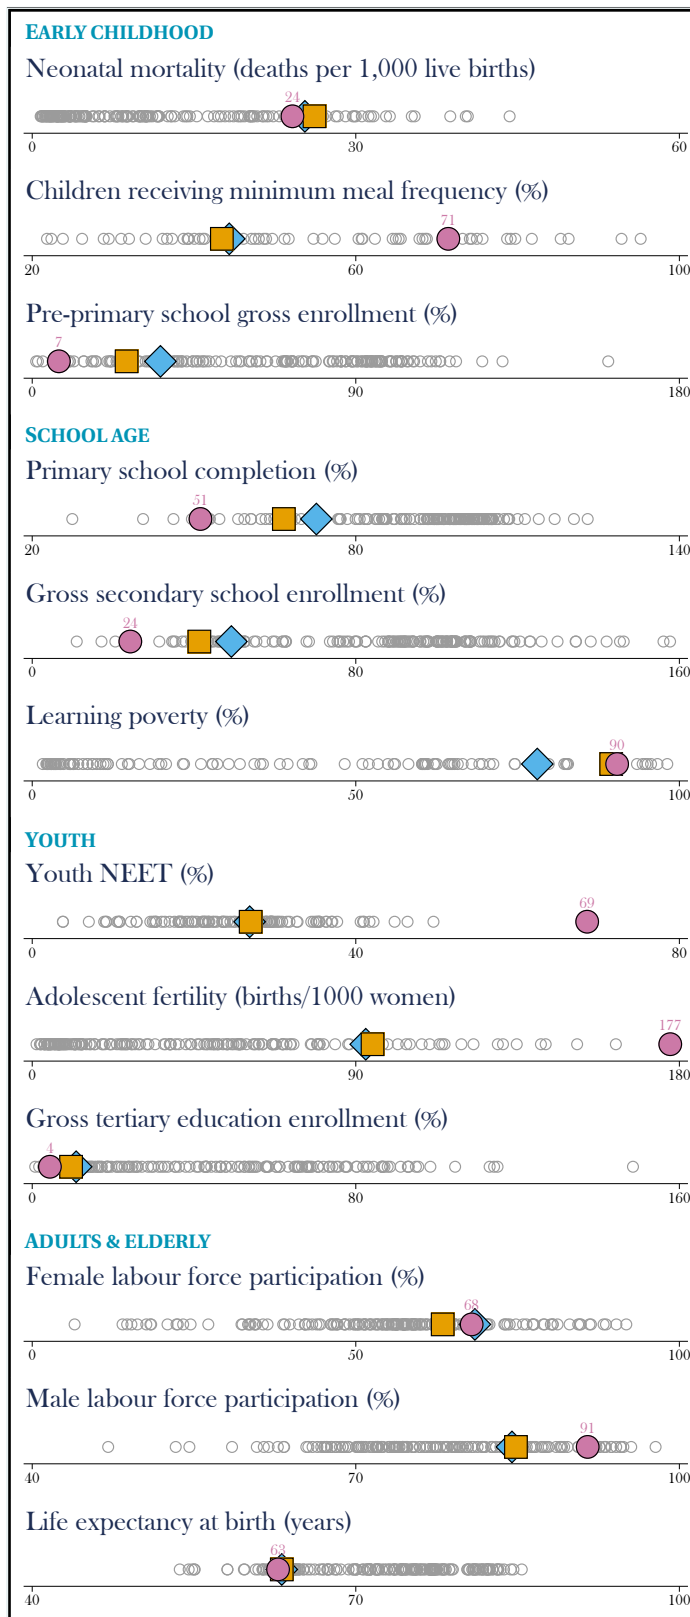 EARLY CHILDHOOD
Neonatal mortality (deaths per 1,000 live births)
24
0 30 60
Children receiving minimum meal frequency (%)
71
20 60 100
Pre-primary school gross enrollment (%)
7
0 90 180
SCHOOL AGE
Primary school completion (%)
51
20 80 140
Gross secondary school enrollment (%)
24
0 80 160
Learning poverty (%)
90
0 50 100
YOUTH
Youth NEET (%)
69
0 40 80
Adolescent fertility (births/1000 women)
177
0 90 180
Gross tertiary education enrollment (%)
4
0 80 160
ADULTS & ELDERLY
Female labour force participation (%)
68
0 50 100
Male labour force participation (%)
91
40 70 100
Life expectancy at birth (years)
63
40 70 100